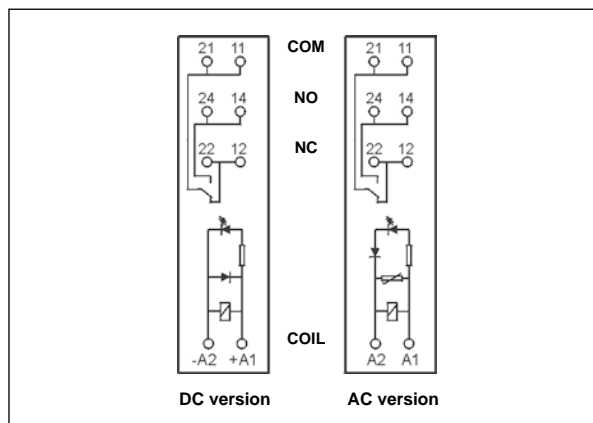 21 11 COM 21 11
24 14 NO 24 14
22 12 NC 22 12
COIL
-A2 +A1 A2 A1
DC version AC version